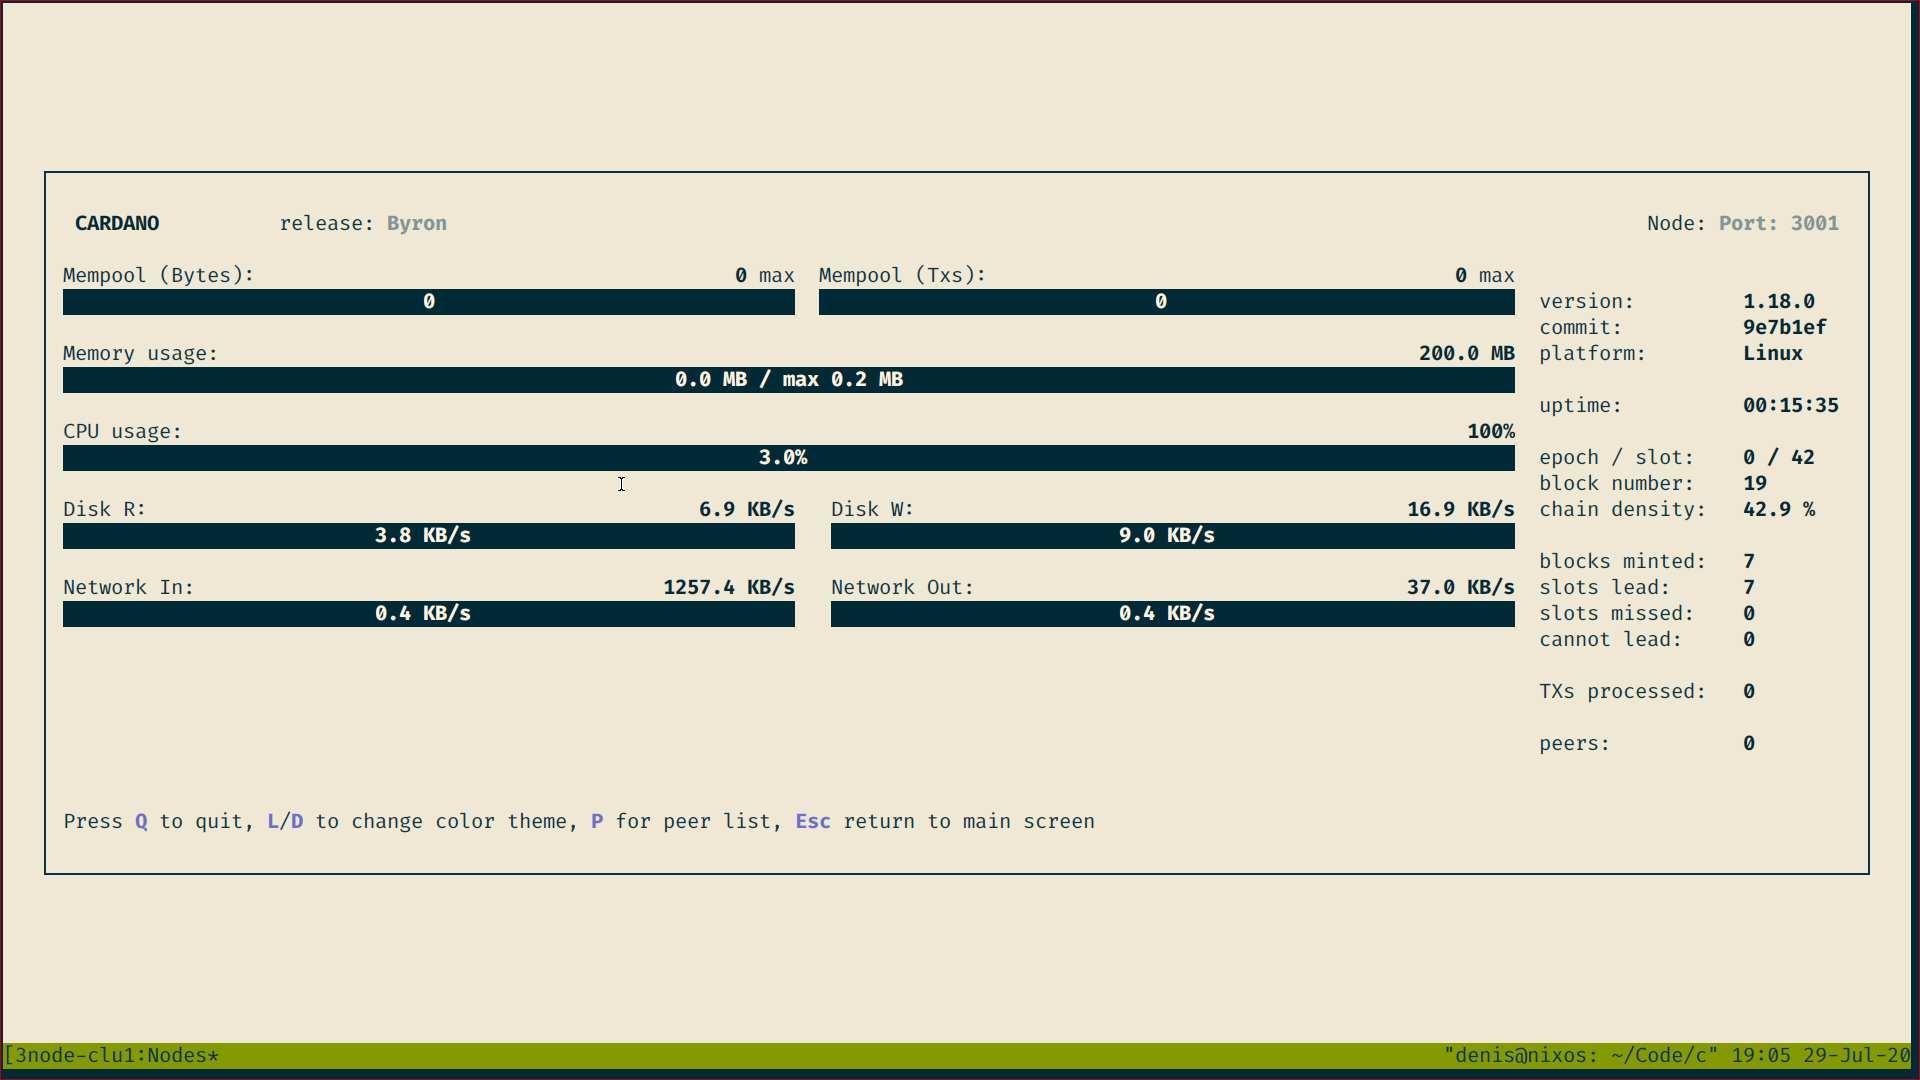 CARDANO release: Byron Node: Port: 3001
Mempool (Bytes): 0 max Mempool (Txs): 0 max
0 0 version: 1.18.0
commit: 9e7b1ef
Memory usage: 200.0 MB platform: Linux
0.0 MB / max 0.2 MB
uptime: 00:15:35
CPU usage: 100%
3.0% epoch / slot: 0 / 42
block number: 19
Disk R: 6.9 KB/s Disk W: 16.9 KB/s chain density: 42.9 %
3.8 KB/s 9.0 KB/s
blocks minted: 7
Network In: 1257.4 KB/s Network Out: 37.0 KB/s slots lead: 7
0.4 KB/s 0.4 KB/s slots missed: 0
cannot lead: 0
TXs processed: 0
peers: 0
Press Q to quit, L/D to change color theme, P for peer list, Esc return to main screen
[3node-clu1:Nodes* "denis@nixos: ~/Code/c" 19:05 29-Jul-20